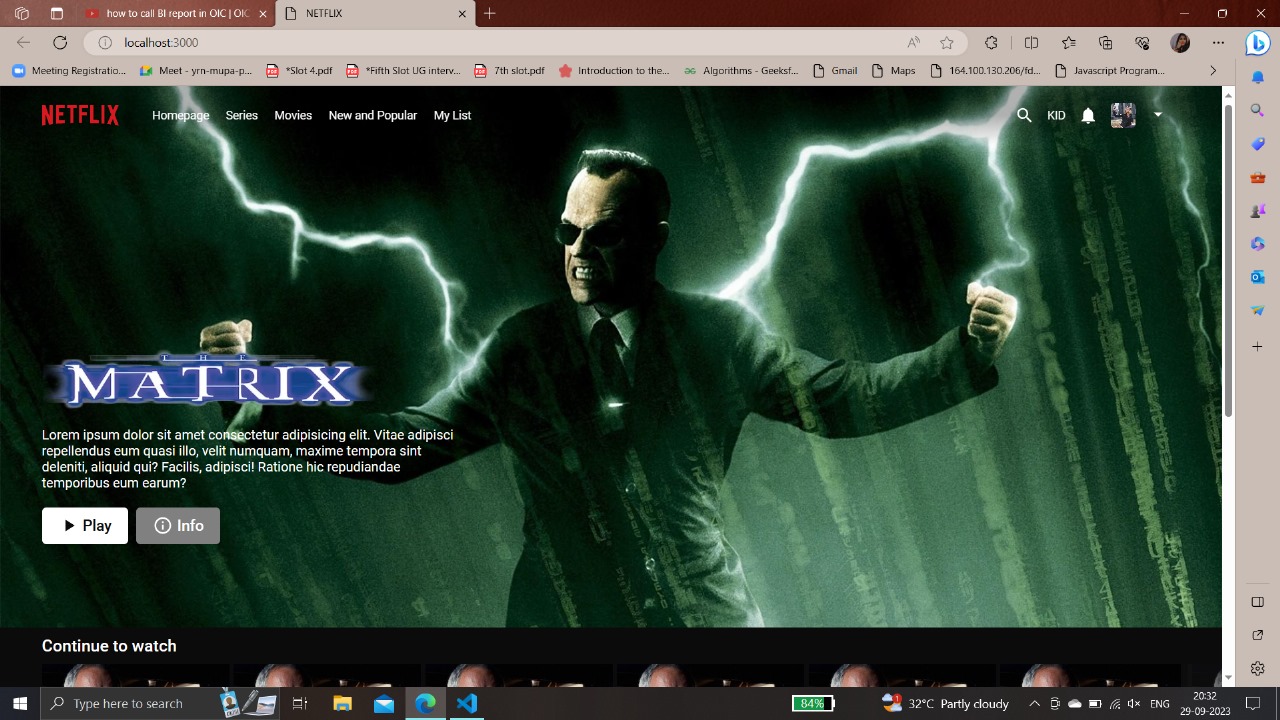 how to call BI report in OIC | OIC
NETFLIX
localhost:3000
Meeting Registratio...
Meet - yrn-mupa-p...
*Slot 4.pdf
*Fifth Slot UG interv...
7th slot.pdf
Introduction to the...
Algorithms - Geeksf...
Gmail
Maps
164.100.130.206/fd...
Javascript Program...
NETFLIX
Homepage
Series
Movies
New and Popular
My List
KID
THE
MATRIX
Lorem ipsum dolor sit amet consectetur adipisicing elit. Vitae adipisci
repellendus eum quasi illo, velit numquam, maxime tempora sint
deleniti, aliquid qui? Facilis, adipisci! Ratione hic repudiandae
temporibus eum earum?
Play
Info
Continue to watch
Type here to search
84%
1
32°C Partly cloudy
ENG
20:32
29-09-2023